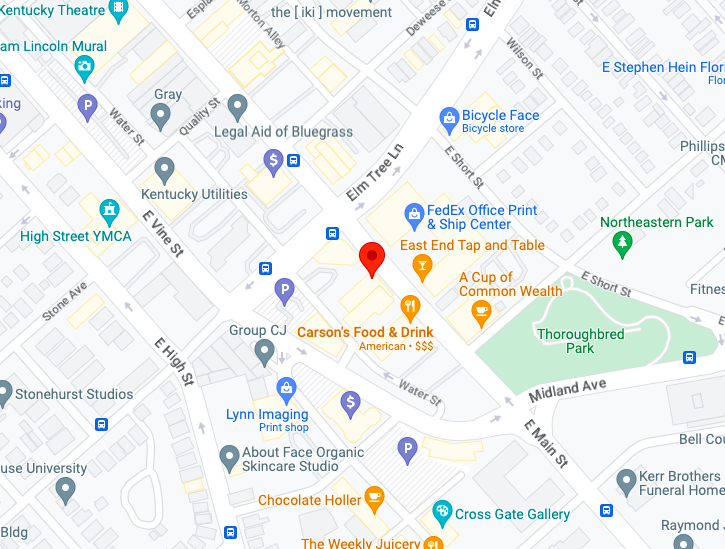 Kentucky Theatre
the [ iki ] movement
Morton Alley
Deweese
Elm
am Lincoln Mural
Wilson St
E Stephen Hein Flori
Flor
king
P
Gray
Water St
Quality St
Legal Aid of Bluegrass
Bicycle Face
Bicycle store
Phillips
CM
$
Elm Tree Ln
E Short St
Kentucky Utilities
High Street YMCA
E Vine St
FedEx Office Print
& Ship Center
Northeastern Park
East End Tap and Table
A Cup of
Common Wealth
E Short St
Fitnes
Stone Ave
P
Group CJ
Carson's Food & Drink
American • $$$
Thoroughbred
Park
E
E High St
Stonehurst Studios
Lynn Imaging
Print shop
$
Water St
Midland Ave
E Main St
Bell Cou
About Face Organic
Skincare Studio
P
use University
Kerr Brothers
Funeral Home
Chocolate Holler
Cross Gate Gallery
Bldg
The Weekly Juicery
Raymond J